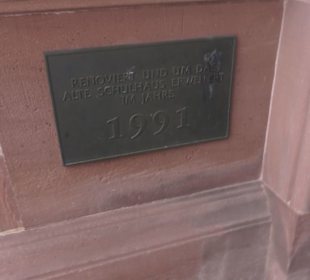 RENOVIERT UND UM DAS
ALTE SCHULHAUS ERWEITERT
IM JAHRE
1991